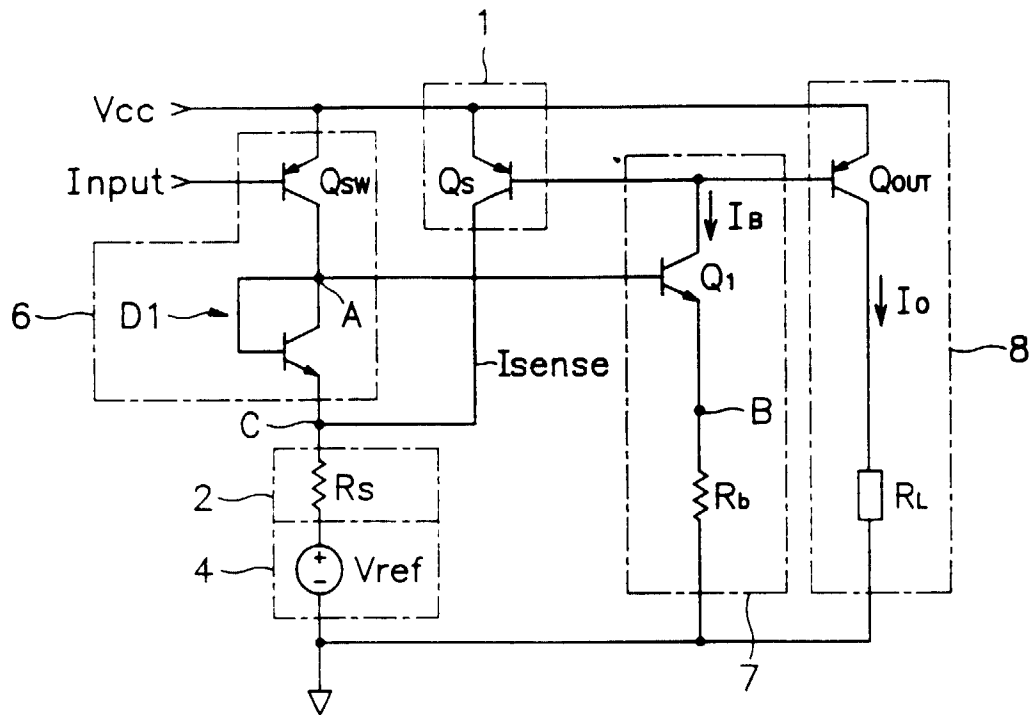 1
Vcc
Input
QSW
QS
QOUT
IB
Q1
IO
6
D1
A
Isense
8
C
B
2
Rs
Rb
RL
4
Vref
7